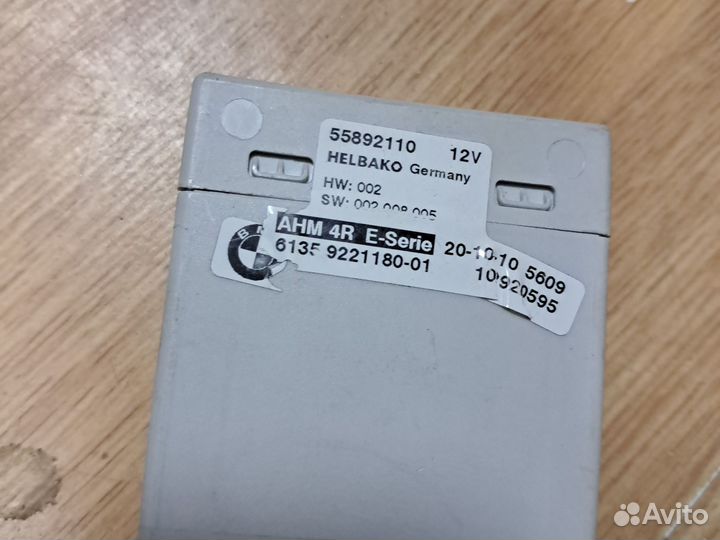 55892110 12V
HELBAKO Germany
HW: 002
SW: 002.008.005
AHM 4R E-Serie 20-10-10 5609
6135 9221180-01 920595
Avito